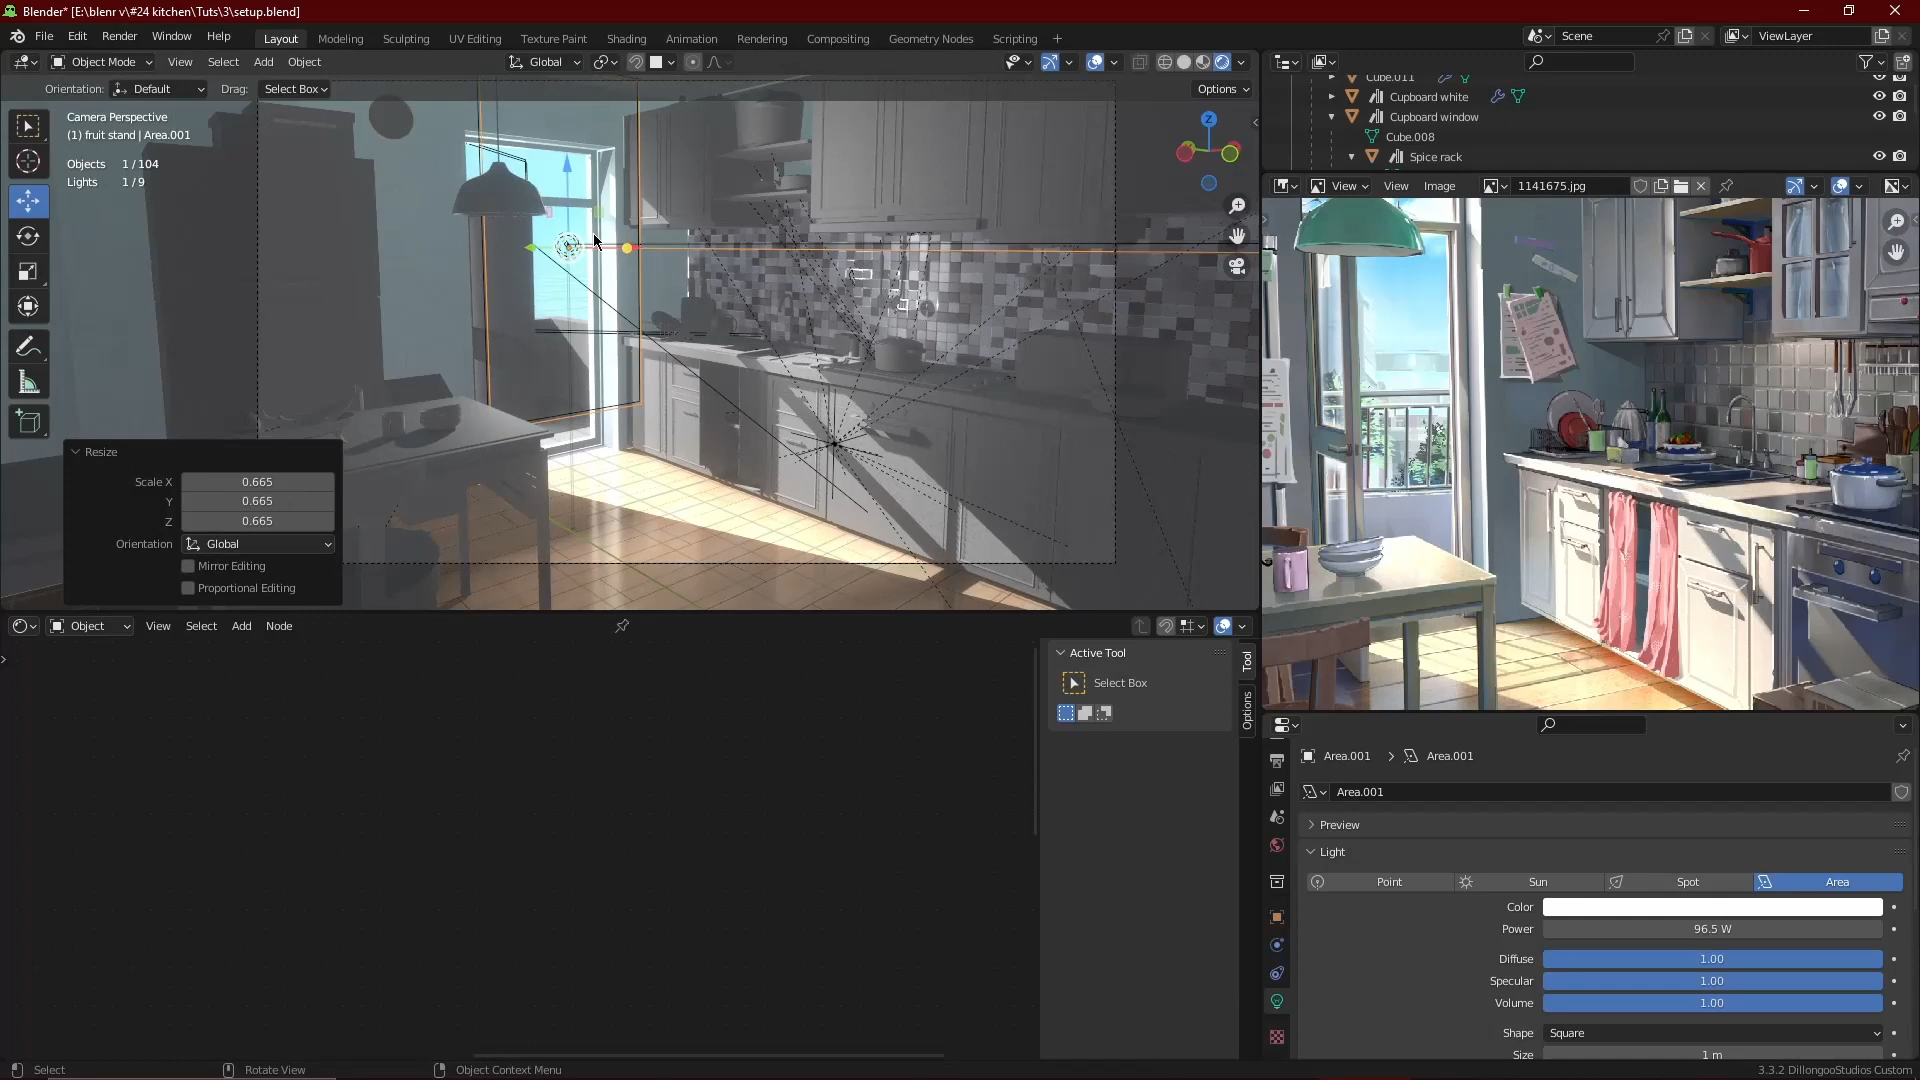 Blender* [E:\blenr v\#24 kitchen\Tuts\3\setup.blend]
File Edit Render Window Help
Layout Modeling Sculpting UV Editing Texture Paint Shading Animation Rendering Compositing Geometry Nodes Scripting +
Scene
ViewLayer
Object Mode View Select Add Object
Global
Orientation: Default Drag: Select Box
Options
Camera Perspective
(1) fruit stand | Area.001
Objects 1 / 104
Lights 1 / 9
Z
Resize
Scale X 0.665
Y 0.665
Z 0.665
Orientation Global
Mirror Editing
Proportional Editing
Object View Select Add Node
Active Tool
Select Box
Tool
Options
Cube.011
Cupboard white
Cupboard window
Cube.008
Spice rack
View View Image 1141675.jpg
Area.001 > Area.001
Area.001
Preview
Light
Point Sun Spot Area
Color
Power 96.5 W
Diffuse 1.00
Specular 1.00
Volume 1.00
Shape Square
Size 1 m
Select
Rotate View
Object Context Menu
3.3.2 DillongooStudios Custom